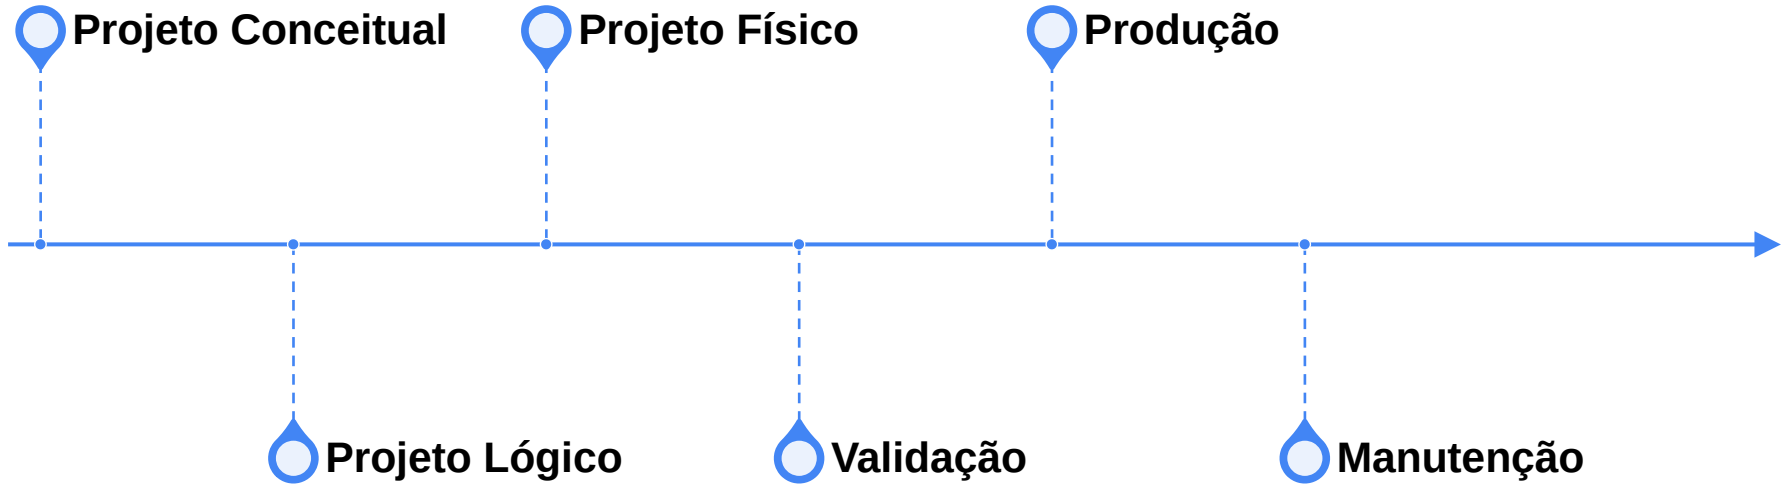 Projeto Conceitual
Projeto Físico
Produção
Projeto Lógico
Validação
Manutenção